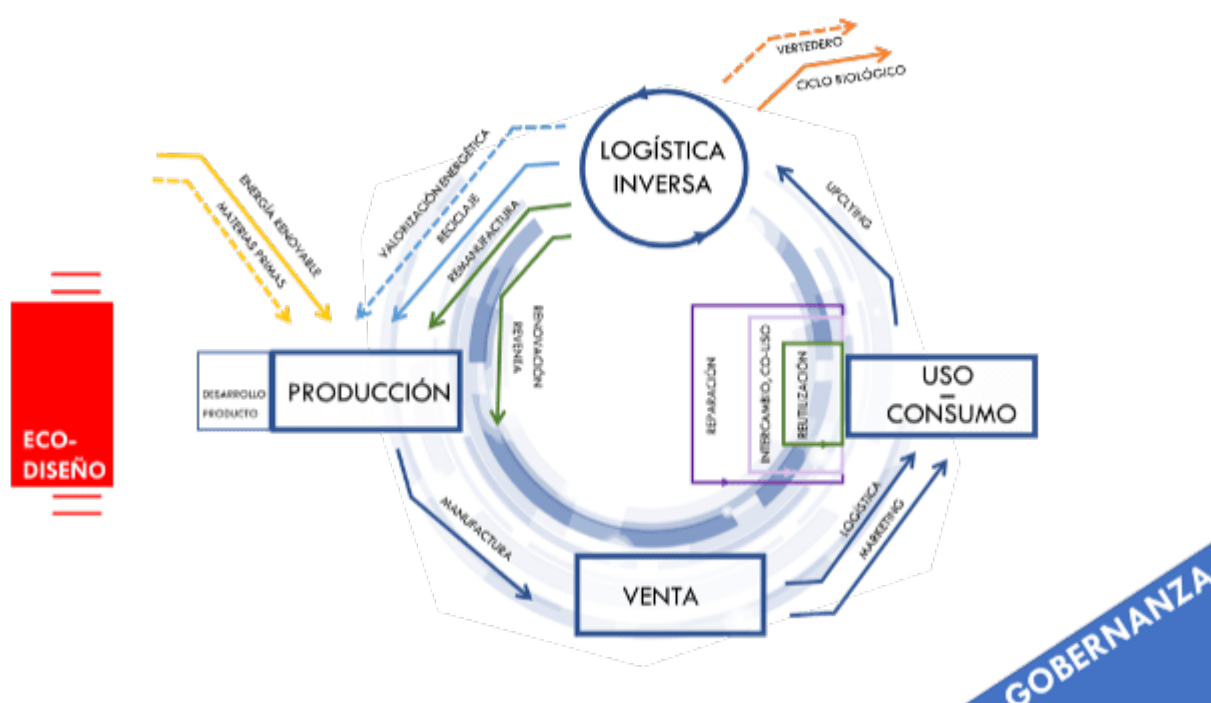 VERTEDERO
CICLO BIOLÓGICO
LOGÍSTICA
INVERSA
VALORIZACIÓN ENERGÉTICA
RECICLAJE
REMANUFACTURA
RENOVACIÓN
REVENTA
ENERGÍA RENOVABLE
MATERIAS PRIMAS
UPCLYING
ECO-
DISEÑO
DESARROLLO
PRODUCTO
PRODUCCIÓN
REPARACIÓN
INTERCAMBIO, CO-USO
REUTILIZACIÓN
USO
–
CONSUMO
MANUFACTURA
VENTA
LOGÍSTICA
MARKETING
GOBERNANZA